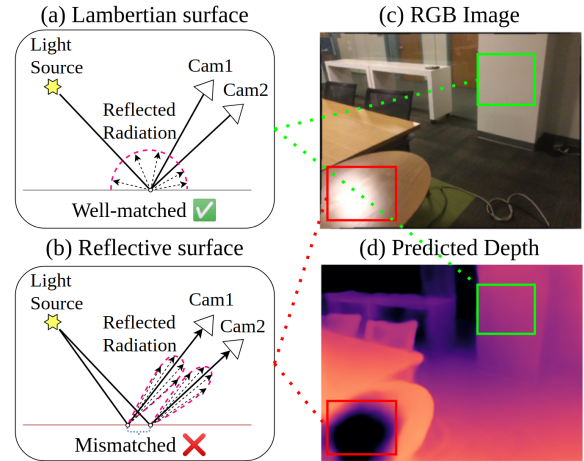 (a) Lambertian surface
Light
Source
Cam1
Cam2
Reflected
Radiation
Well-matched ✅
(b) Reflective surface
Light
Source
Cam1
Cam2
Reflected
Radiation
Mismatched ❌
(c) RGB Image
(d) Predicted Depth